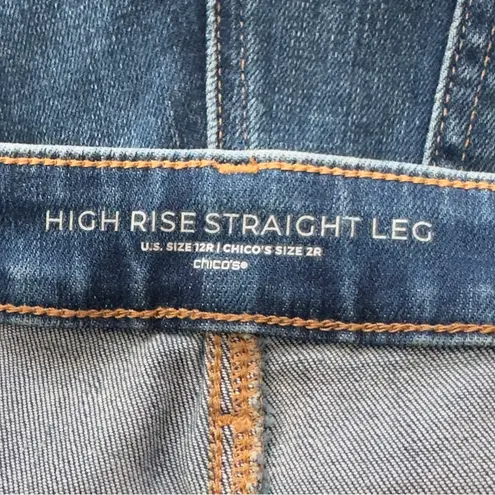 HIGH RISE STRAIGHT LEG
U.S. SIZE 12R | CHICO'S SIZE 2R
chico's®